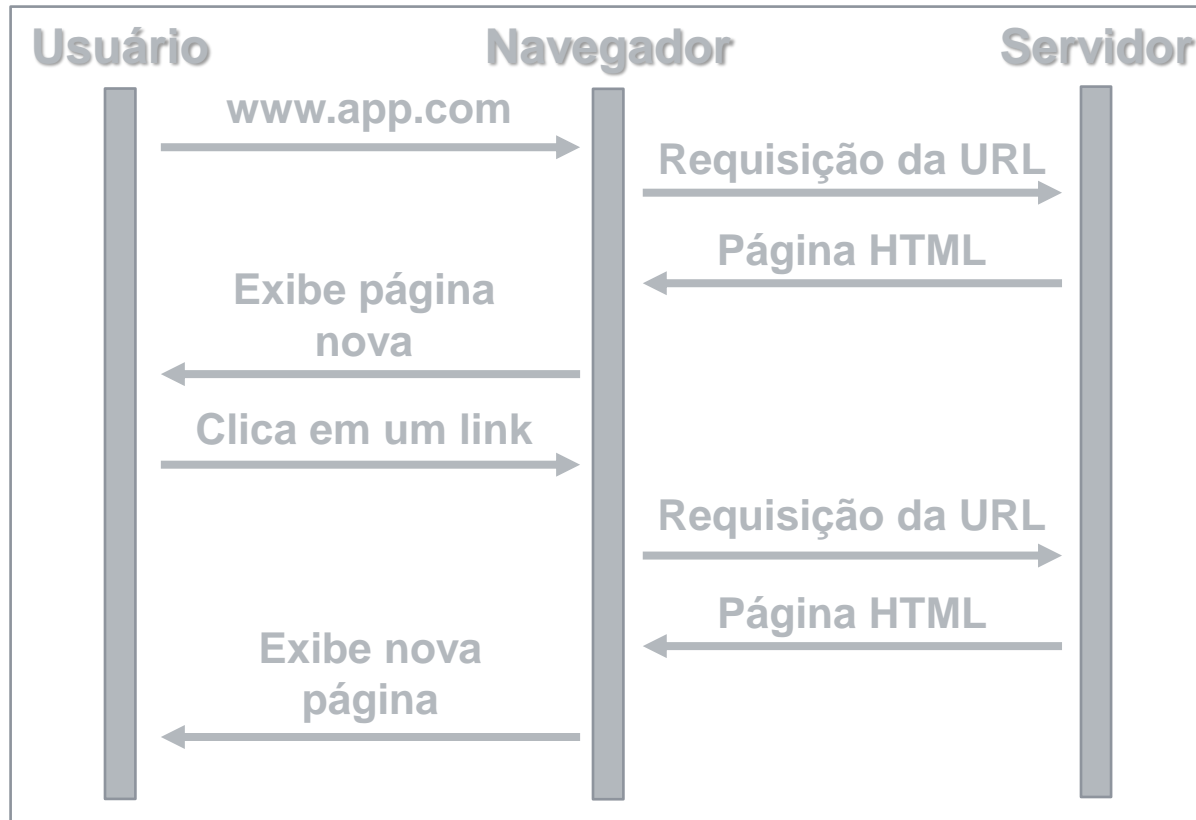 Usuário
Navegador
Servidor
www.app.com
Requisição da URL
Página HTML
Exibe página
nova
Clica em um link
Requisição da URL
Página HTML
Exibe nova
página